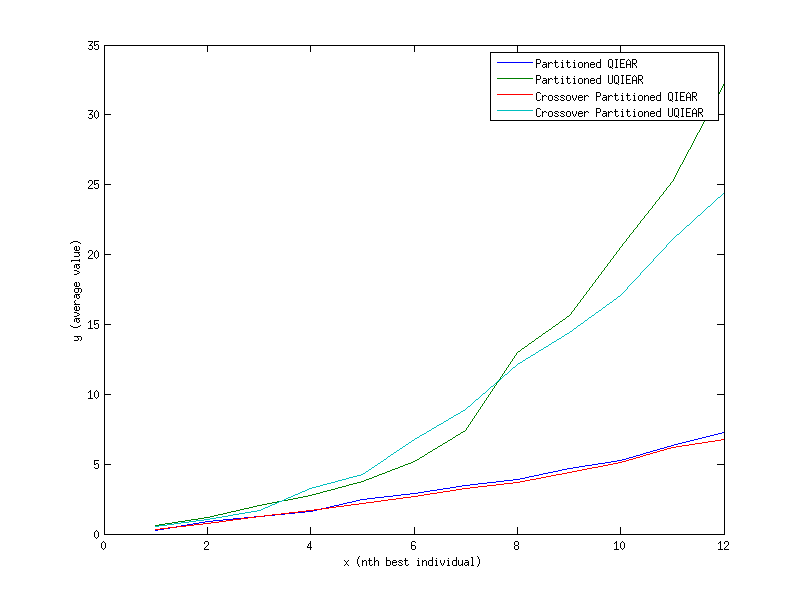 35
30
25
20
15
10
5
0
y (average value)
0 2 4 6 8 10 12
x (nth best individual)
Partitioned QIEAR
Partitioned UQIEAR
Crossover Partitioned QIEAR
Crossover Partitioned UQIEAR